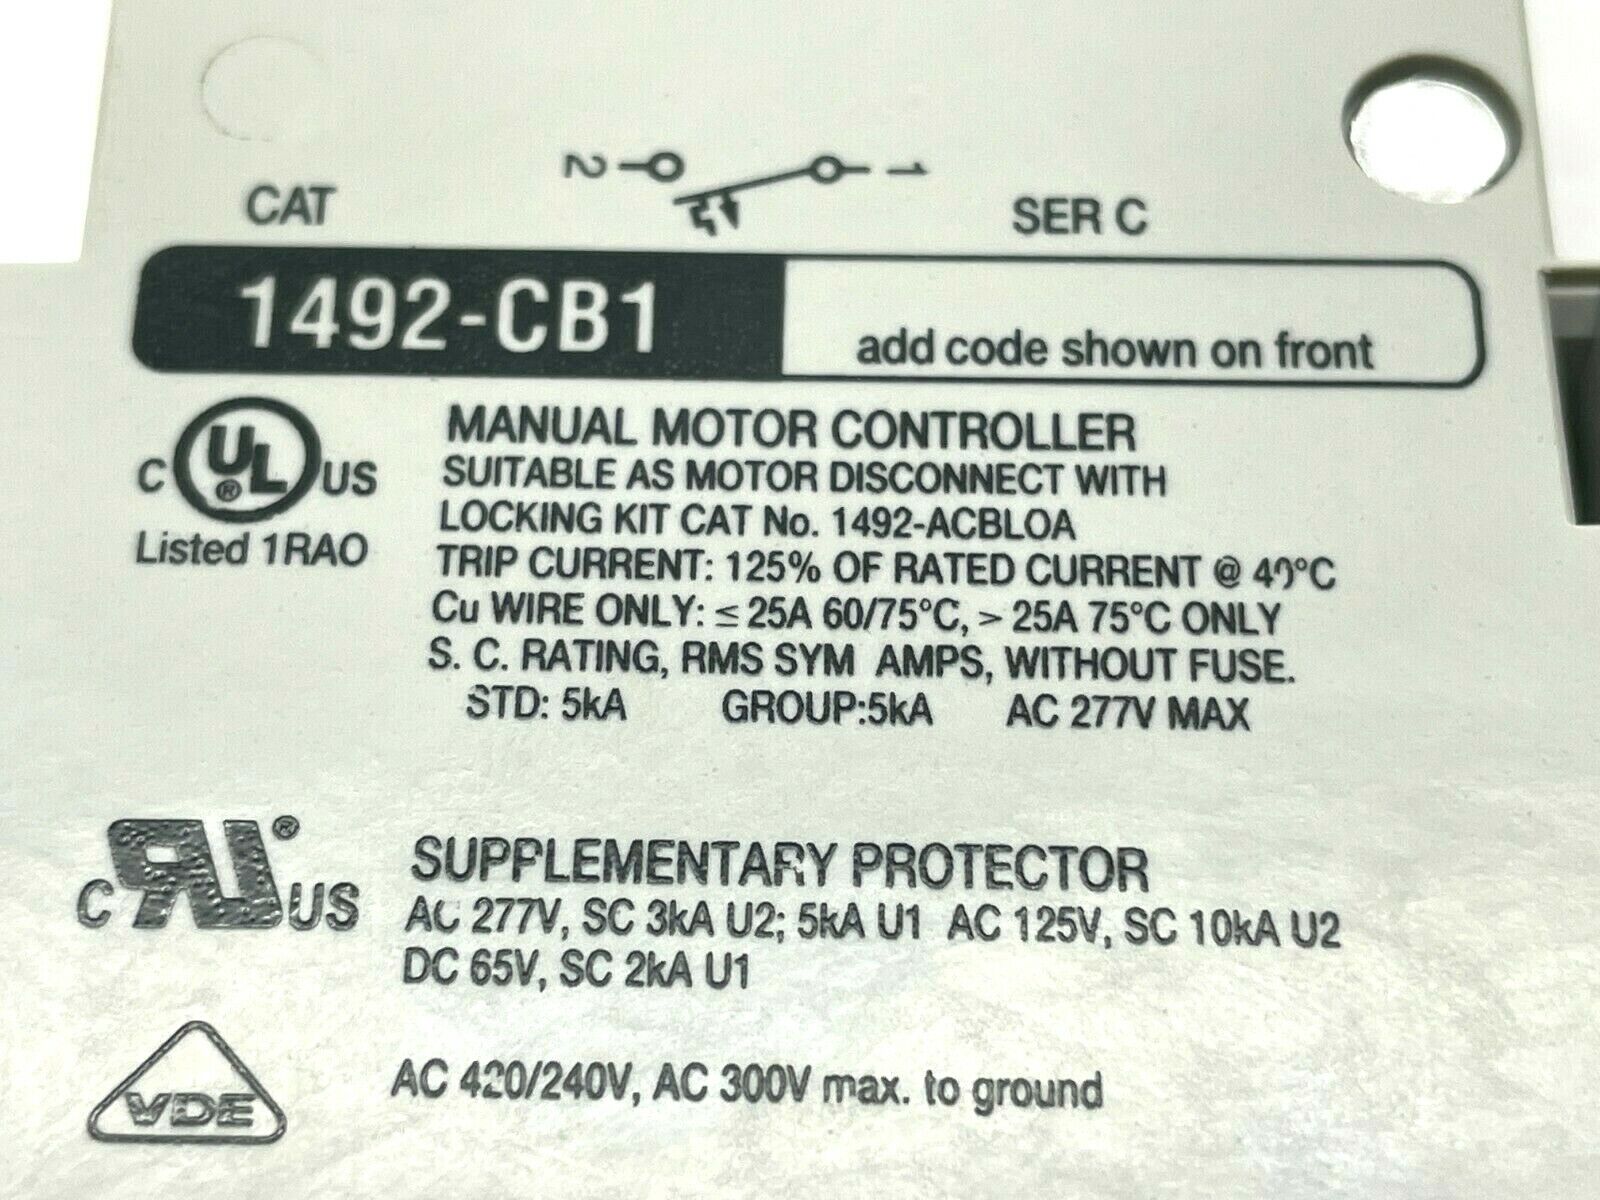 2 1
CAT SER C
1492-CB1 add code shown on front
C UL® US
Listed 1RAO
MANUAL MOTOR CONTROLLER
SUITABLE AS MOTOR DISCONNECT WITH
LOCKING KIT CAT No. 1492-ACBLOA
TRIP CURRENT: 125% OF RATED CURRENT @ 40°C
Cu WIRE ONLY: ≤ 25A 60/75°C, > 25A 75°C ONLY
S. C. RATING, RMS SYM AMPS, WITHOUT FUSE.
STD: 5kA GROUP:5kA AC 277V MAX
C RU® US
SUPPLEMENTARY PROTECTOR
AC 277V, SC 3kA U2; 5kA U1 AC 125V, SC 10kA U2
DC 65V, SC 2kA U1
VDE
AC 420/240V, AC 300V max. to ground